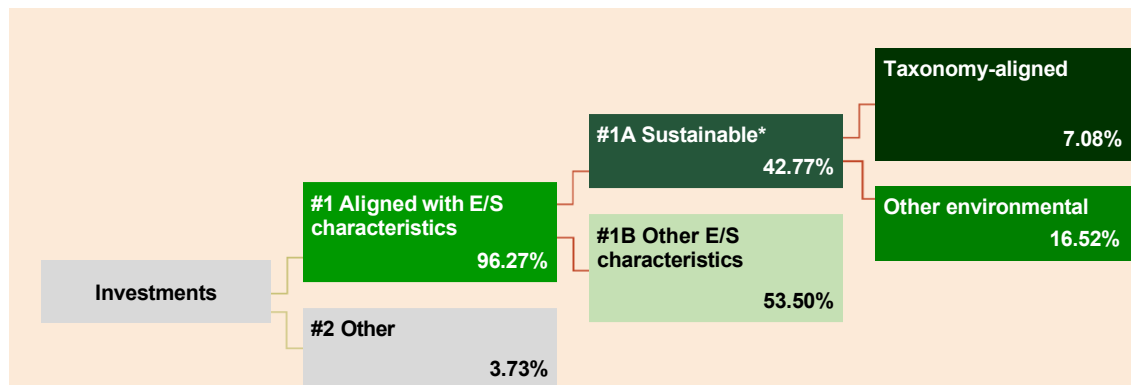 Investments
#1 Aligned with E/S
characteristics
96.27%
#2 Other
3.73%
#1A Sustainable*
42.77%
#1B Other E/S
characteristics
53.50%
Taxonomy-aligned
7.08%
Other environmental
16.52%